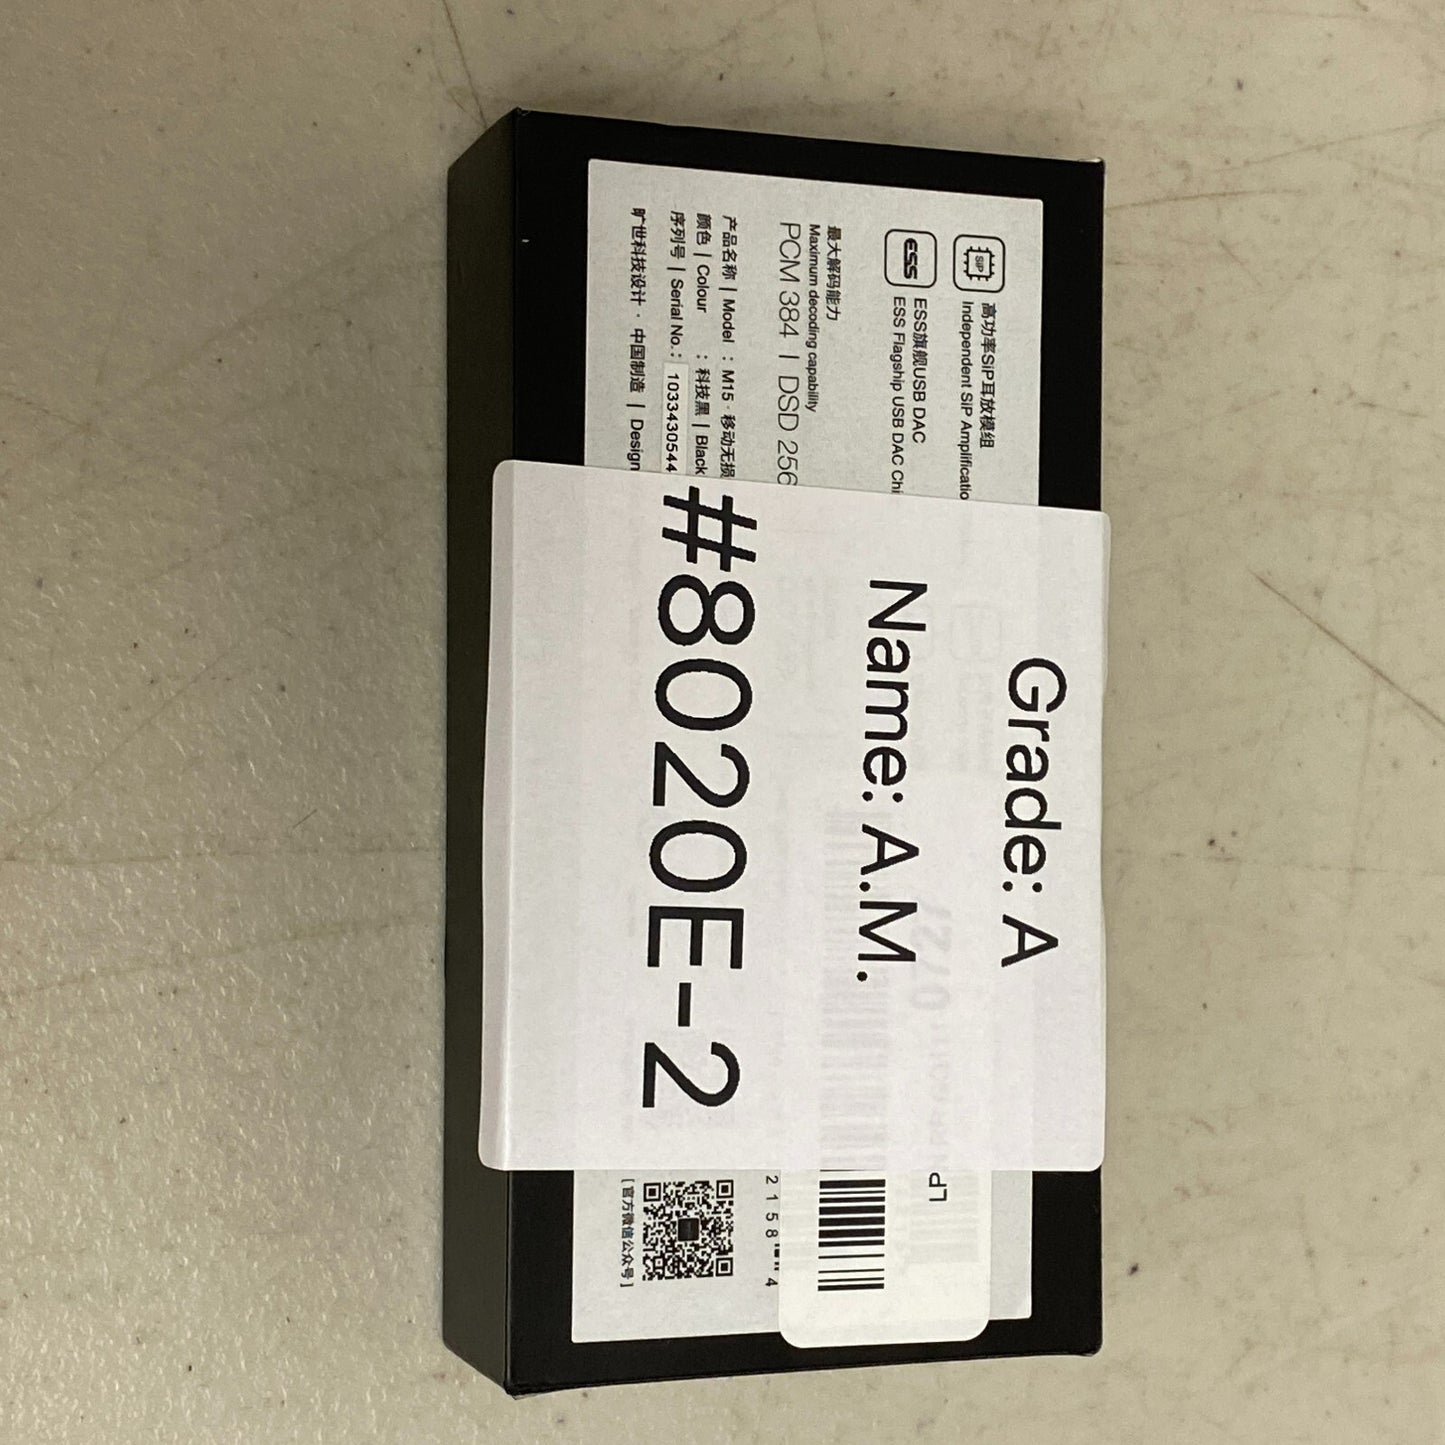 SiP
高功率SiP耳放模组
Independent SiP Amplificatio
ESS
ESS旗舰USB DAC
ESS Flagship USB DAC Chi
最大解码能力
Maximum decoding capability
PCM 384 | DSD 256
产品名称 | Model : M15 · 移动无损
颜色 | Colour : 科技黑 | Black
序列号 | Serial No. : 1033430544
旷世科技设计 · 中国制造 | Design
Grade: A
Name: A.M.
#8020E-2
LP
2158
4
[官方微信公众号]